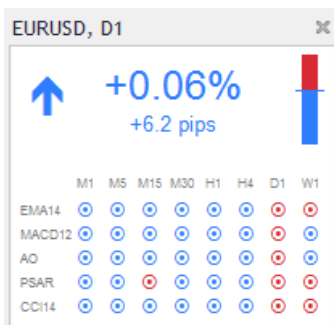 EURUSD, D1
+0.06%
+6.2 pips
M1 M5 M15 M30 H1 H4 D1 W1
EMA14
MACD12
AO
PSAR
CCI14